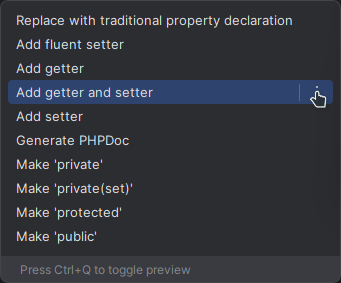 Replace with traditional property declaration
Add fluent setter
Add getter
Add getter and setter
Add setter
Generate PHPDoc
Make 'private'
Make 'private(set)'
Make 'protected'
Make 'public'
Press Ctrl+Q to toggle preview